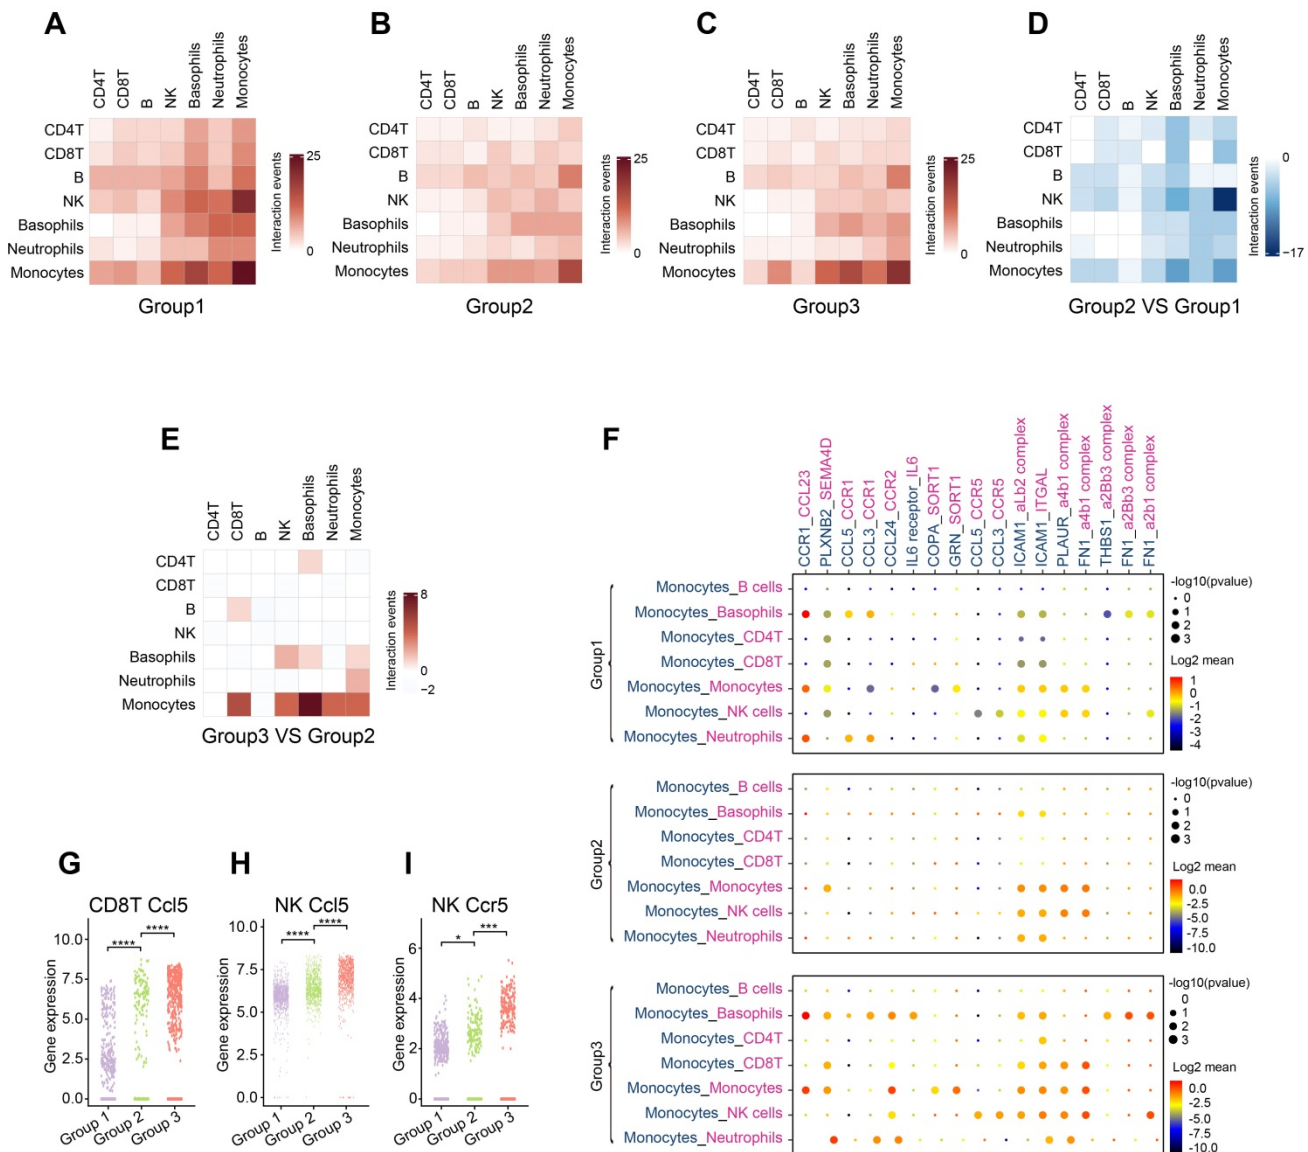 A
B
C
D
CD4T
CD8T
B
NK
Basophils
Neutrophils
Monocytes
CD4T
CD8T
B
NK
Basophils
Neutrophils
Monocytes
25
Interaction events
0
Group1
CD4T
CD8T
B
NK
Basophils
Neutrophils
Monocytes
CD4T
CD8T
B
NK
Basophils
Neutrophils
Monocytes
25
Interaction events
0
Group2
CD4T
CD8T
B
NK
Basophils
Neutrophils
Monocytes
CD4T
CD8T
B
NK
Basophils
Neutrophils
Monocytes
25
Interaction events
0
Group3
CD4T
CD8T
B
NK
Basophils
Neutrophils
Monocytes
CD4T
CD8T
B
NK
Basophils
Neutrophils
Monocytes
0
Interaction events
−17
Group2 VS Group1
E
CD4T
CD8T
B
NK
Basophils
Neutrophils
Monocytes
CD4T
CD8T
B
NK
Basophils
Neutrophils
Monocytes
8
Interaction events
0
−2
Group3 VS Group2
F
CCR1_CCL23
PLXNB2_SEMA4D
CCL5_CCR1
CCL3_CCR1
CCL24_CCR2
IL6 receptor_IL6
COPA_SORT1
GRN_SORT1
CCL5_CCR5
CCL3_CCR5
ICAM1_aLb2 complex
ICAM1_ITGAL
PLAUR_a4b1 complex
FN1_a4b1 complex
THBS1_a2Bb3 complex
FN1_a2Bb3 complex
FN1_a2b1 complex
Group1
Monocytes_B cells
Monocytes_Basophils
Monocytes_CD4T
Monocytes_CD8T
Monocytes_Monocytes
Monocytes_NK cells
Monocytes_Neutrophils
-log10(pvalue)
0
1
2
3
Log2 mean
1
0
-1
-2
-3
-4
Group2
Monocytes_B cells
Monocytes_Basophils
Monocytes_CD4T
Monocytes_CD8T
Monocytes_Monocytes
Monocytes_NK cells
Monocytes_Neutrophils
-log10(pvalue)
0
1
2
3
Log2 mean
0.0
-2.5
-5.0
-7.5
-10.0
Group3
Monocytes_B cells
Monocytes_Basophils
Monocytes_CD4T
Monocytes_CD8T
Monocytes_Monocytes
Monocytes_NK cells
Monocytes_Neutrophils
-log10(pvalue)
0
1
2
3
Log2 mean
0.0
-2.5
-5.0
-7.5
-10.0
G
CD8T Ccl5
Gene expression
10.0
7.5
5.0
2.5
0.0
****
****
Group 1
Group 2
Group 3
H
NK Ccl5
Gene expression
10.0
7.5
5.0
2.5
0.0
****
****
Group 1
Group 2
Group 3
I
NK Ccr5
Gene expression
6
4
2
0
*
***
Group 1
Group 2
Group 3